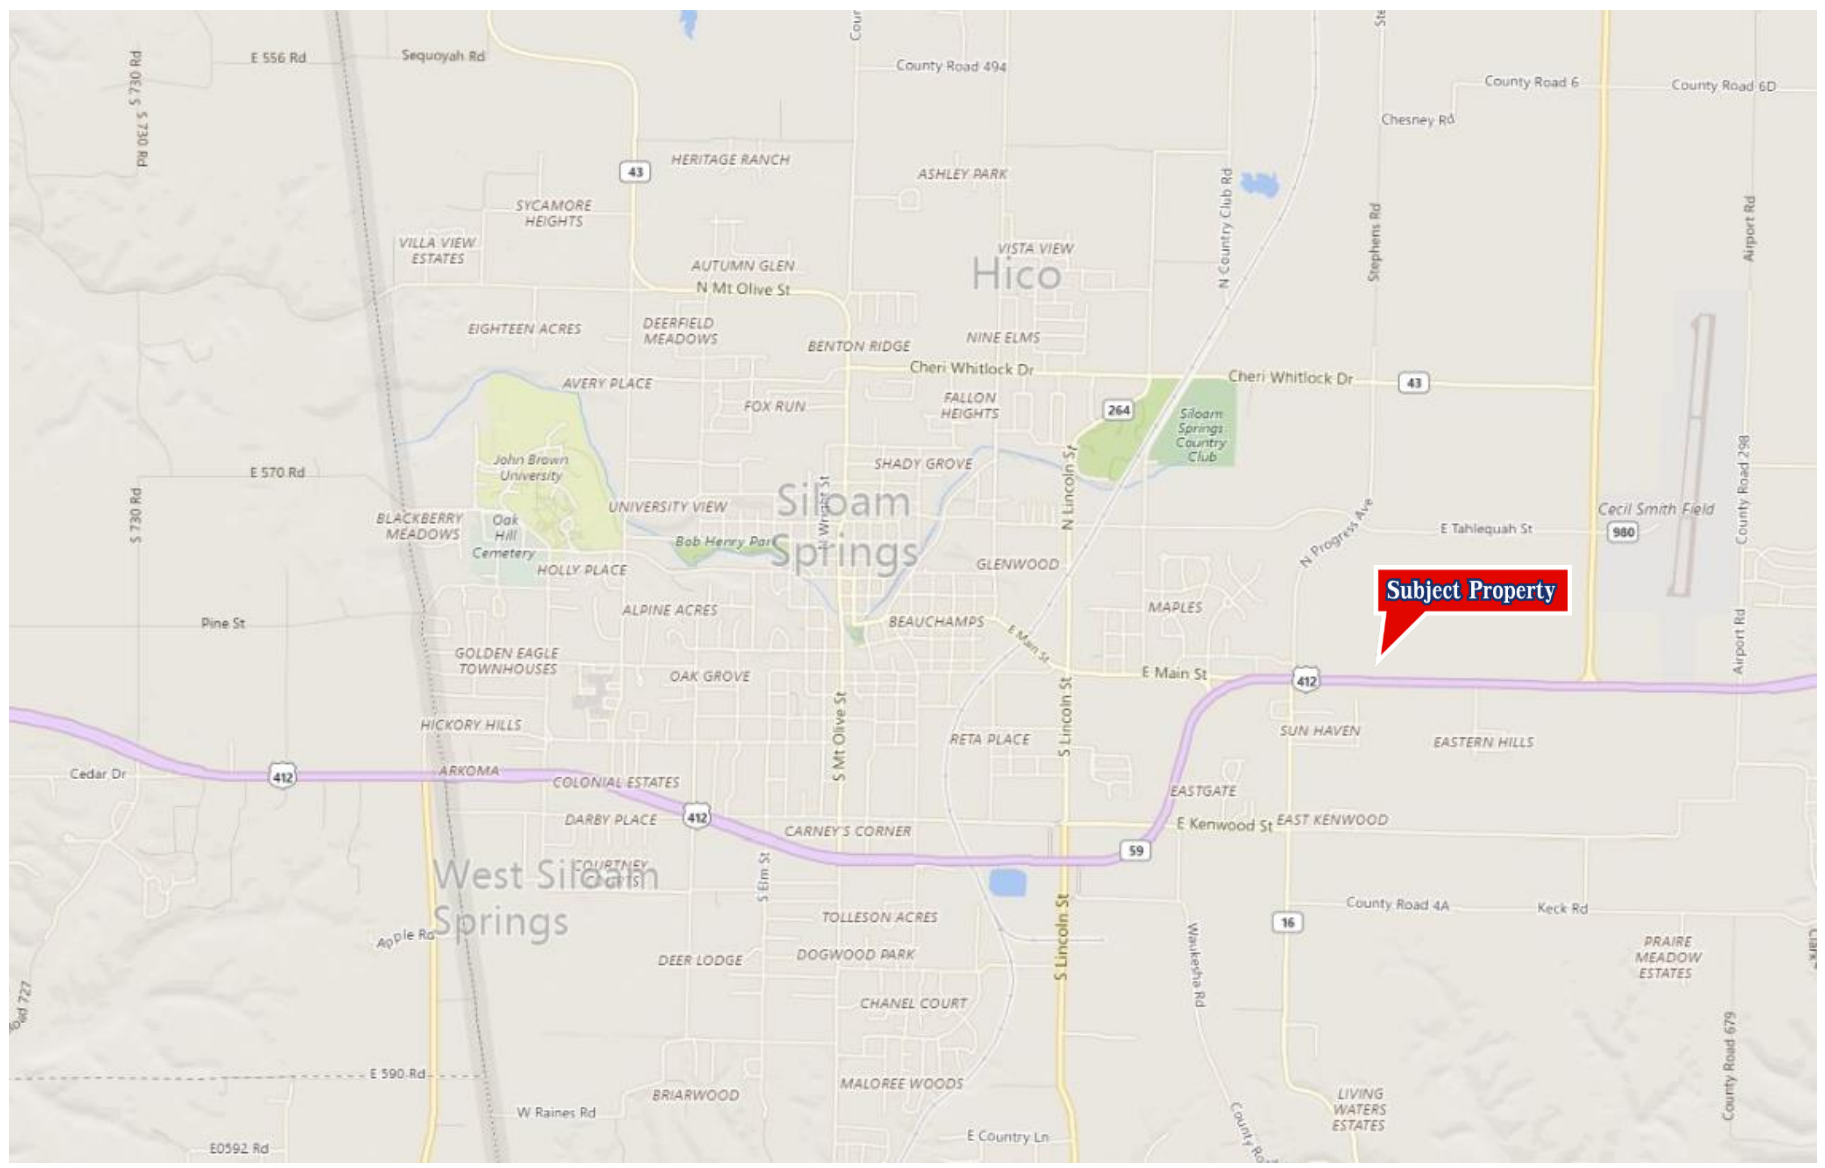 E 556 Rd
Sequoyah Rd
County Road 494
County Road 6
County Road 6D
S 730 Rd
S 730 Rd
Chesney Rd
43
HERITAGE RANCH
ASHLEY PARK
N Country Club Rd
Stephens Rd
Airport Rd
SYCAMORE
HEIGHTS
VILLA VIEW
ESTATES
VISTA VIEW
Hico
AUTUMN GLEN
N Mt Olive St
EIGHTEEN ACRES
DEERFIELD
MEADOWS
BENTON RIDGE
NINE ELMS
Cheri Whitlock Dr
Cheri Whitlock Dr
43
AVERY PLACE
FOX RUN
FALLON
HEIGHTS
264
Siloam
Springs
Country
Club
John Brown
University
E 570 Rd
SHADY GROVE
N Lincoln St
County Road 298
S 730 Rd
BLACKBERRY
MEADOWS
Oak
Hill
Cemetery
UNIVERSITY VIEW
Siloam
Springs
N Wright St
Bob Henry Park
N Progress Ave
E Tahlequah St
980
Cecil Smith Field
HOLLY PLACE
GLENWOOD
Subject Property
ALPINE ACRES
MAPLES
Pine St
BEAUCHAMPS
E Main St
Airport Rd
GOLDEN EAGLE
TOWNHOUSES
OAK GROVE
E Main St
412
HICKORY HILLS
S Mt Olive St
RETA PLACE
S Lincoln St
SUN HAVEN
EASTERN HILLS
Cedar Dr
412
ARKOMA
COLONIAL ESTATES
EASTGATE
DARBY PLACE
412
CARNEY'S CORNER
E Kenwood St
EAST KENWOOD
59
West Siloam
Springs
COURTNEY
COURTS
S Elm St
TOLLESON ACRES
S Lincoln St
County Road 4A
Keck Rd
16
Apple Rd
DEER LODGE
DOGWOOD PARK
Waukesha Rd
PRAIRE
MEADOW
ESTATES
CHANEL COURT
E 590 Rd
MALOREE WOODS
BRIARWOOD
W Raines Rd
LIVING
WATERS
ESTATES
County Road 679
E0592 Rd
E Country Ln